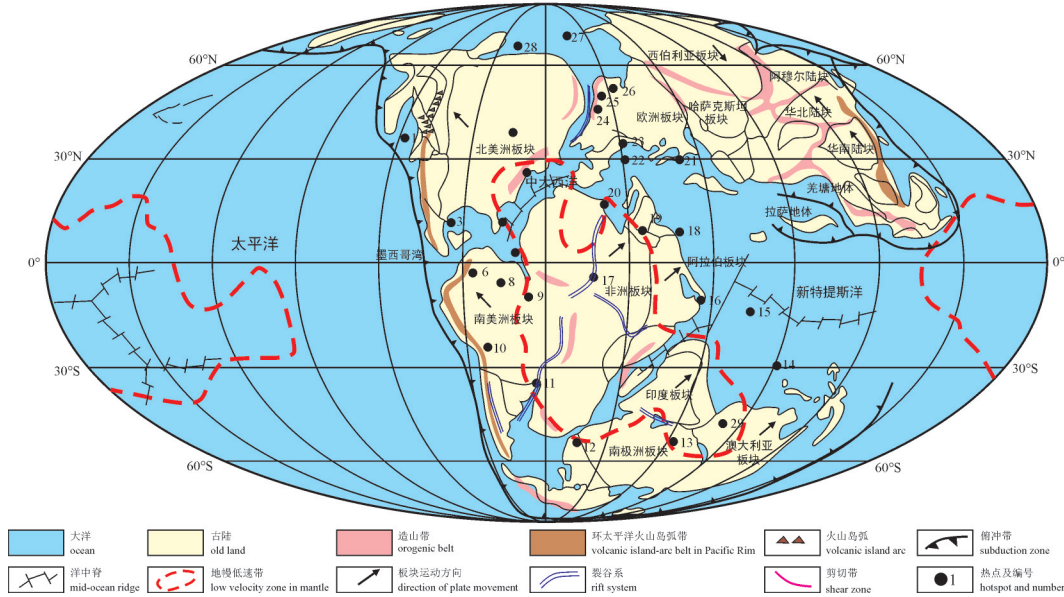 60°N
60°N
30°N
30°N
0°
0°
30°S
30°S
60°S
60°S
28
27
26
25
24
23
22
21
20
19
18
17
16
15
14
13
12
11
10
9
8
6
3
1
29
西伯利亚板块
阿穆尔陆块
哈萨克斯坦
板块
华北陆块
欧洲板块
华南陆块
北美洲板块
中大西洋
羌塘地体
拉萨地体
太平洋
墨西哥湾
阿拉伯板块
非洲板块
新特提斯洋
南美洲板块
印度板块
南极洲板块
澳大利亚
板块
大洋
ocean
古陆
old land
造山带
orogenic belt
环太平洋火山岛弧带
volcanic island-arc belt in Pacific Rim
火山岛弧
volcanic island arc
俯冲带
subduction zone
洋中脊
mid-ocean ridge
地幔低速带
low velocity zone in mantle
板块运动方向
direction of plate movement
裂谷系
rift system
剪切带
shear zone
1
热点及编号
hotspot and number